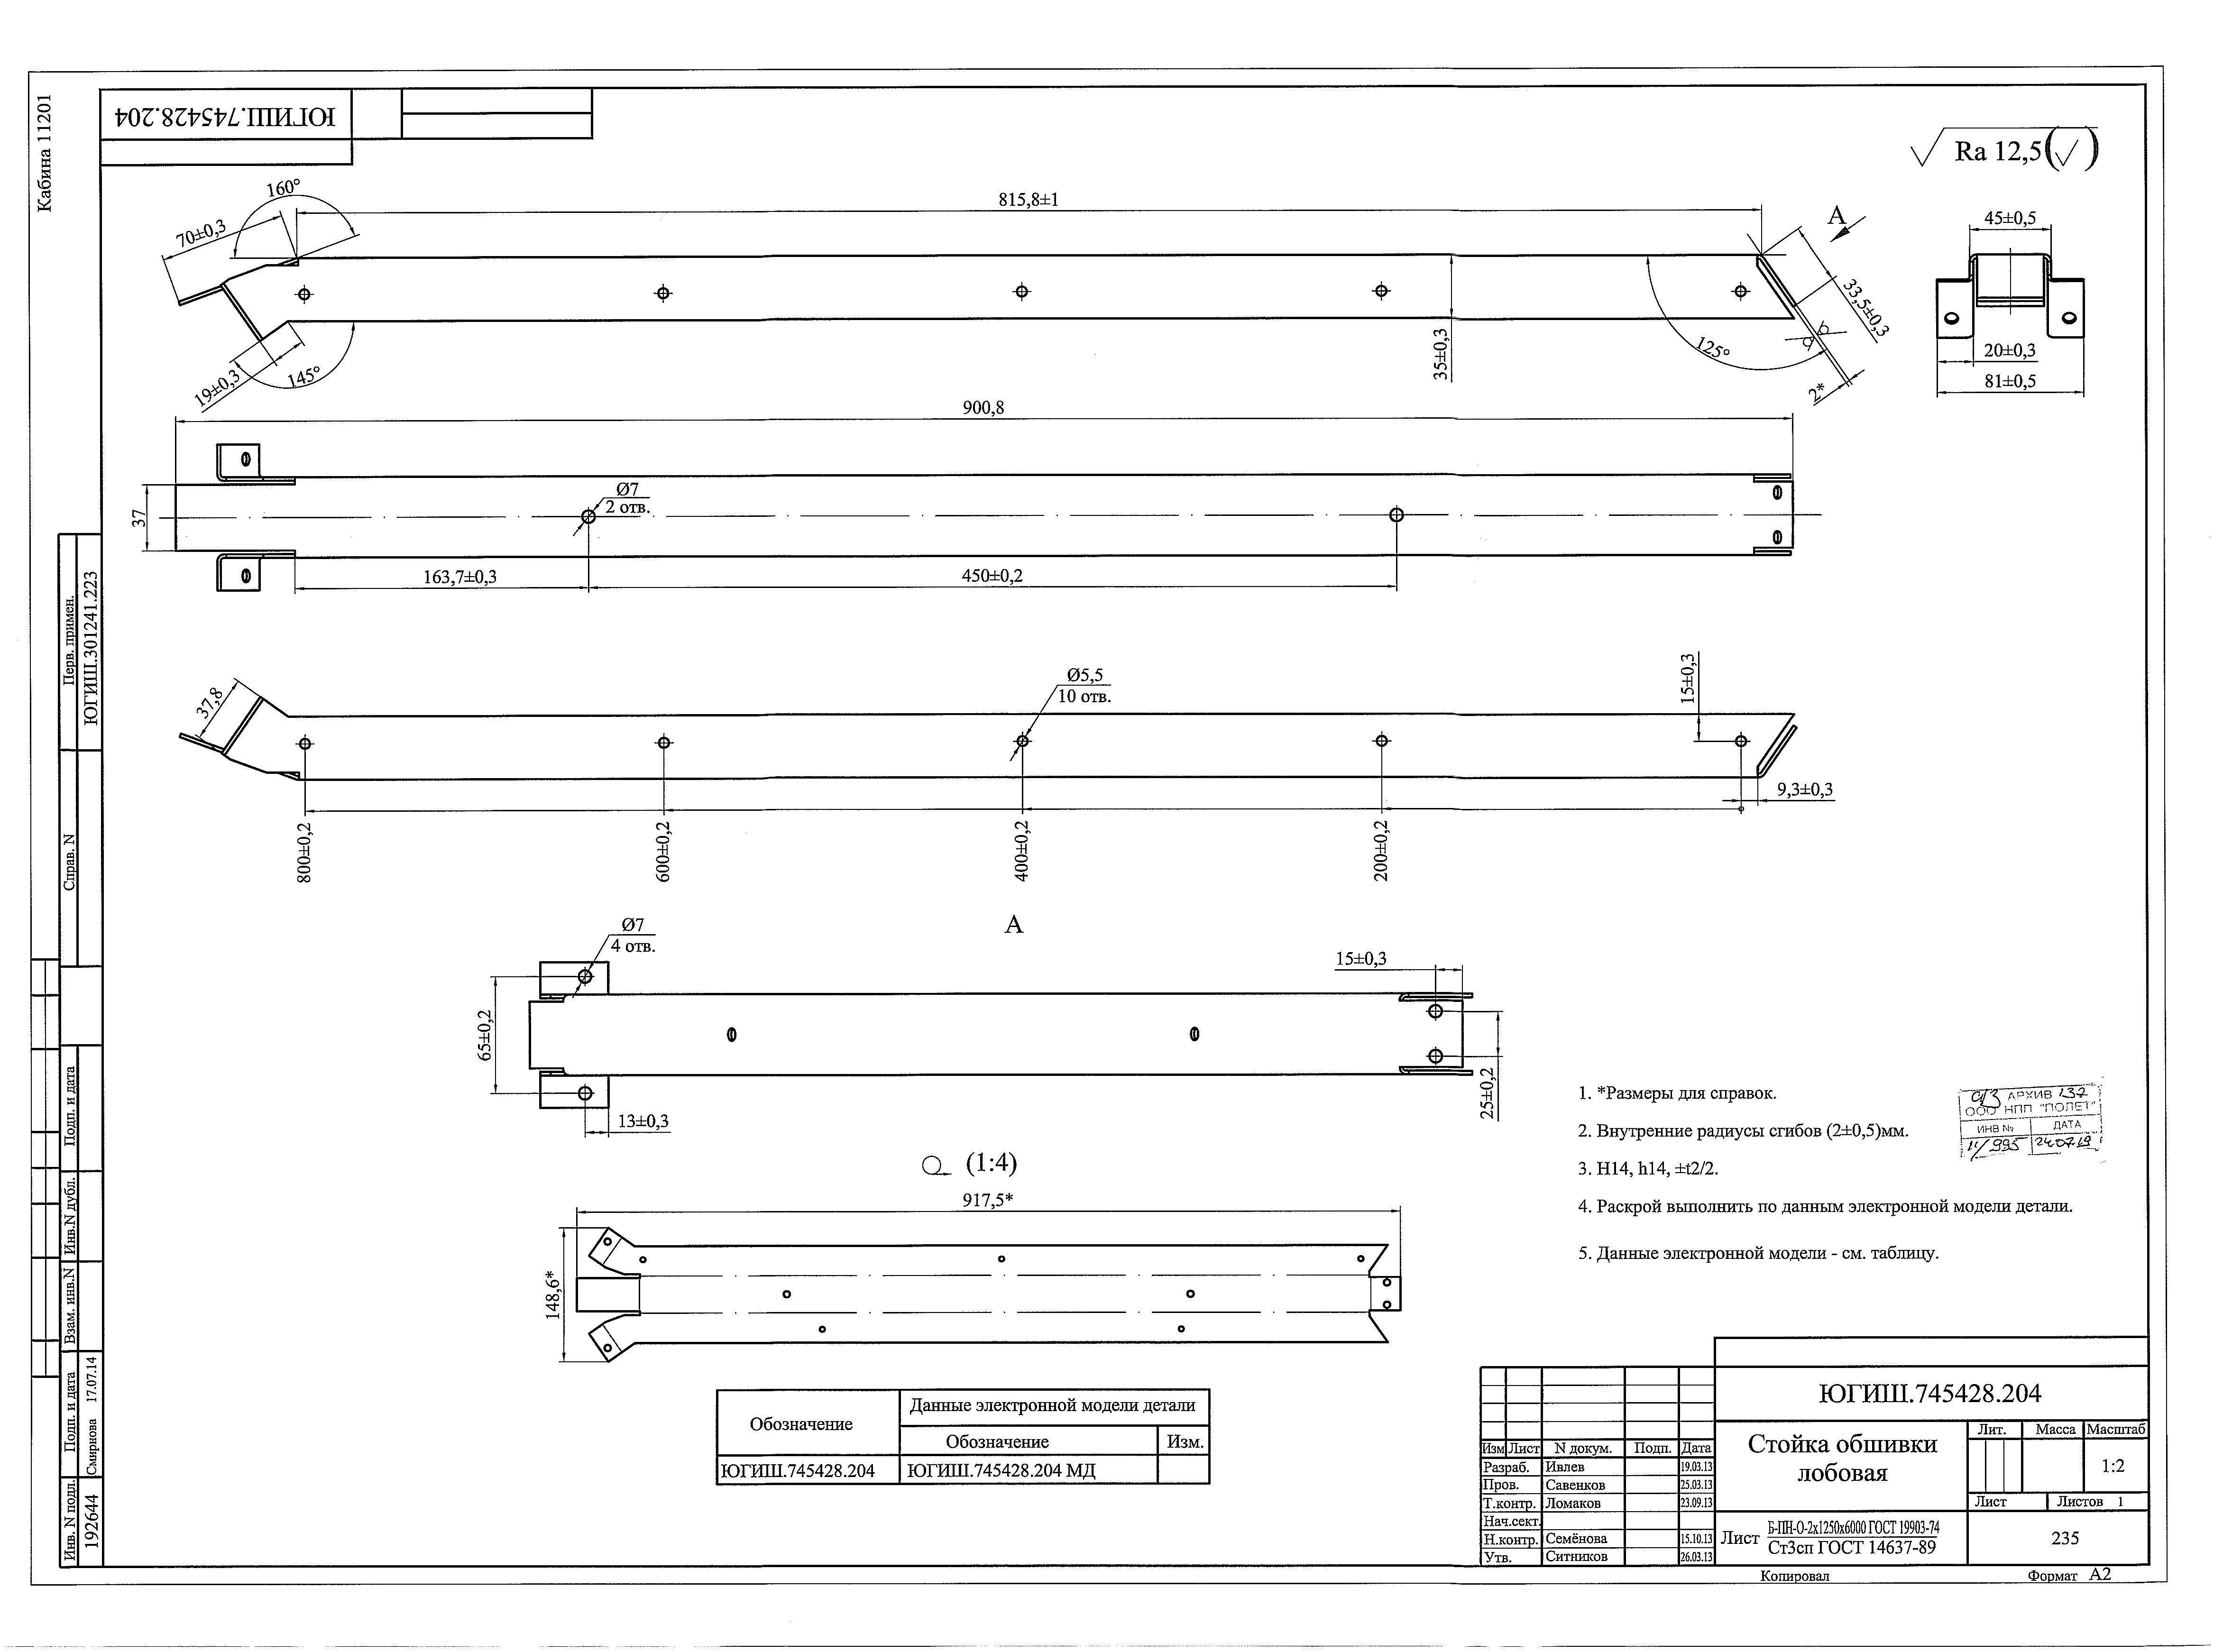 Кабина 11201
ЮГИШ.745428.204
Ra 12,5
160°
70±0,3
815,8±1
А
33,5±0,3
45±0,5
20±0,3
81±0,5
19±0,3
145°
35±0,3
125°
2*
900,8
37
Ø7
2 отв.
163,7±0,3
450±0,2
37,8
Ø5,5
10 отв.
15±0,3
9,3±0,3
800±0,2
600±0,2
400±0,2
200±0,2
А
Ø7
4 отв.
15±0,3
65±0,2
13±0,3
25±0,2
(1:4)
917,5*
148,6*
1. *Размеры для справок.
2. Внутренние радиусы сгибов (2±0,5)мм.
3. H14, h14, ±t2/2.
4. Раскрой выполнить по данным электронной модели детали.
5. Данные электронной модели - см. таблицу.
АРХИВ 137
ООО НПП "ПОЛЕТ"
ИНВ № ДАТА
11/995 24.07.19
Обозначение
Данные электронной модели детали
Обозначение Изм.
ЮГИШ.745428.204 ЮГИШ.745428.204 МД
Перв. примен.
ЮГИШ.301241.223
Справ. N
Подп. и дата
Инв.N дубл.
Взам. инв.N
Подп. и дата
Смирнова 17.07.14
Инв. N подл.
192644
ЮГИШ.745428.204
Стойка обшивки
лобовая
Лит. Масса Масштаб
1:2
Лист Листов 1
Изм Лист N докум. Подп. Дата
Разраб. Ивлев 19.03.13
Пров. Савенков 25.03.13
Т.контр. Ломаков 23.09.13
Нач.сект.
Н.контр. Семёнова 15.10.13
Утв. Ситников 26.03.13
Лист Б-ПН-О-2х1250х6000 ГОСТ 19903-74
Ст3сп ГОСТ 14637-89
235
Копировал Формат А2